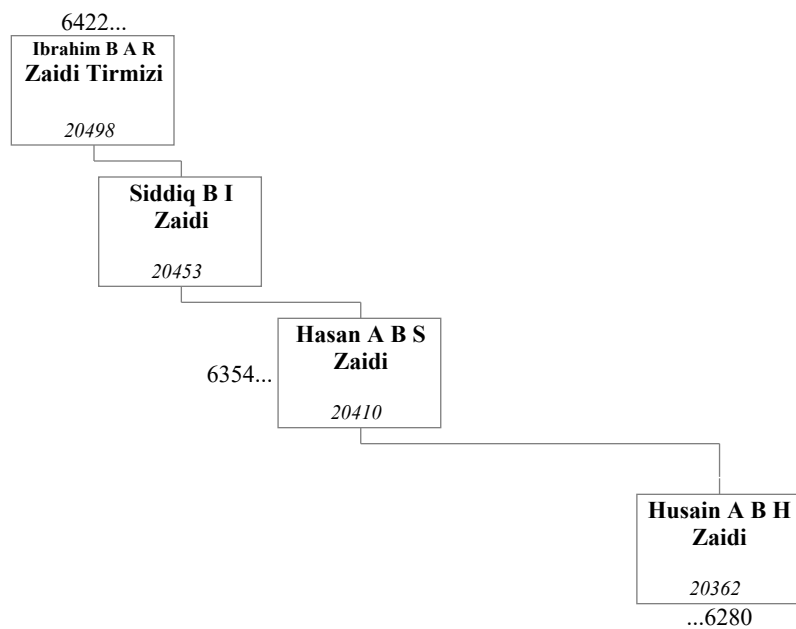 6422...
Ibrahim B A R
Zaidi Tirmizi
20498
Siddiq B I
Zaidi
20453
Hasan A B S
Zaidi
6354...
20410
Husain A B H
Zaidi
20362
...6280